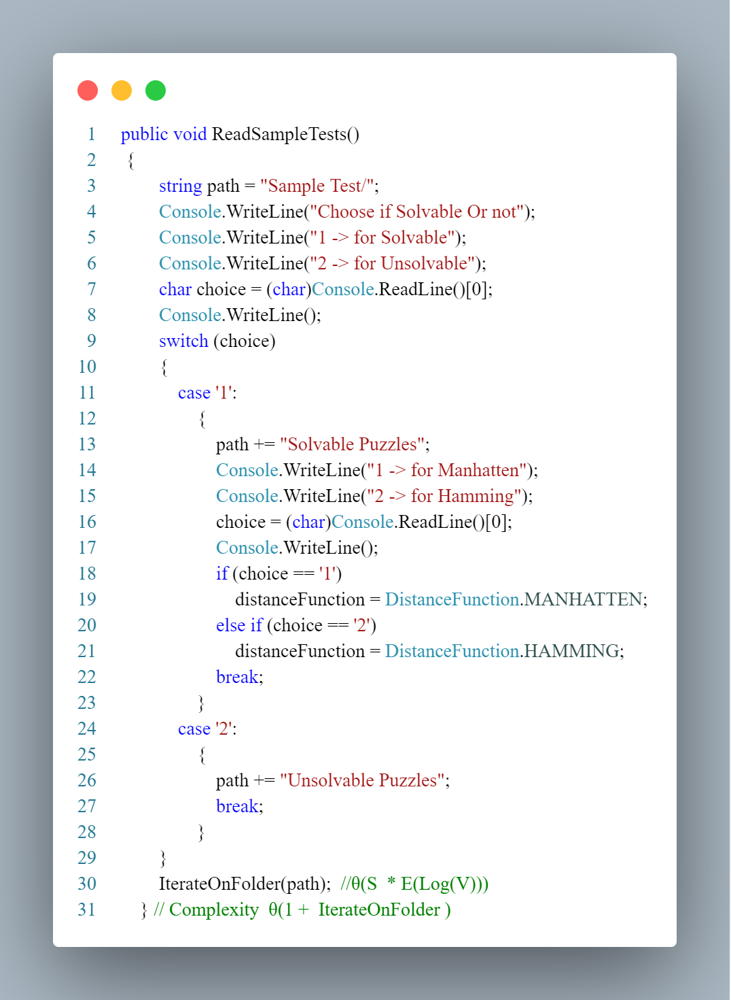 1 public void ReadSampleTests()
2 {
3 string path = "Sample Test/";
4 Console.WriteLine("Choose if Solvable Or not");
5 Console.WriteLine("1 -> for Solvable");
6 Console.WriteLine("2 -> for Unsolvable");
7 char choice = (char)Console.ReadLine()[0];
8 Console.WriteLine();
9 switch (choice)
10 {
11 case '1':
12 {
13 path += "Solvable Puzzles";
14 Console.WriteLine("1 -> for Manhatten");
15 Console.WriteLine("2 -> for Hamming");
16 choice = (char)Console.ReadLine()[0];
17 Console.WriteLine();
18 if (choice == '1')
19 distanceFunction = DistanceFunction.MANHATTEN;
20 else if (choice == '2')
21 distanceFunction = DistanceFunction.HAMMING;
22 break;
23 }
24 case '2':
25 {
26 path += "Unsolvable Puzzles";
27 break;
28 }
29 }
30 IterateOnFolder(path); //θ(S * E(Log(V)))
31 } // Complexity θ(1 + IterateOnFolder )